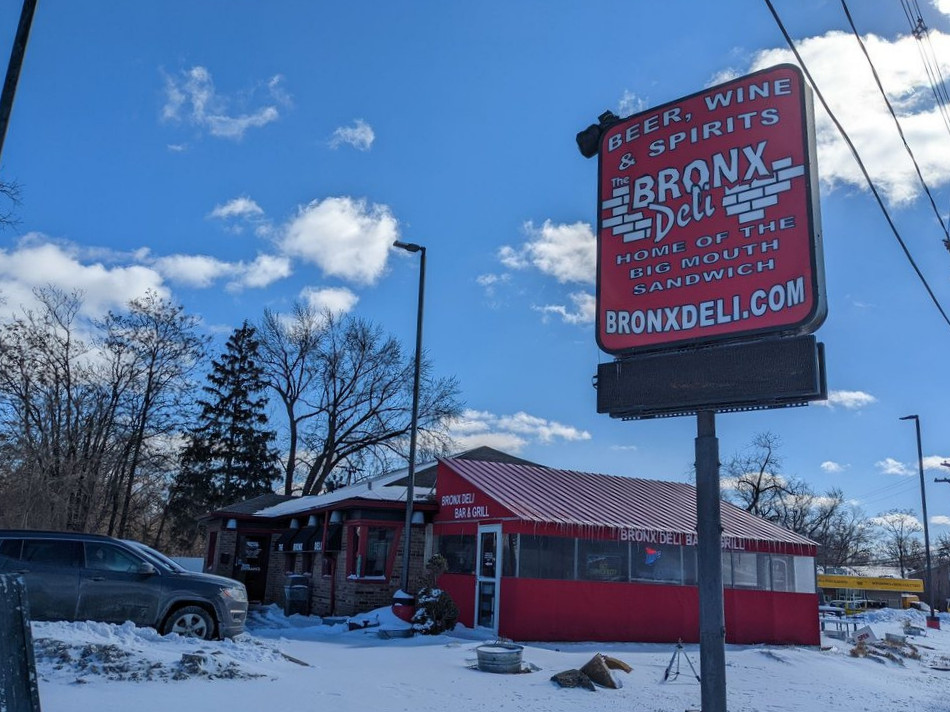 BEER, WINE
& SPIRITS
The
BRONX
Deli
HOME OF THE
BIG MOUTH
SANDWICH
BRONXDELI.COM
BRONX DELI
BAR & GRILL
BRONX DELI BAR & GRILL
DELI